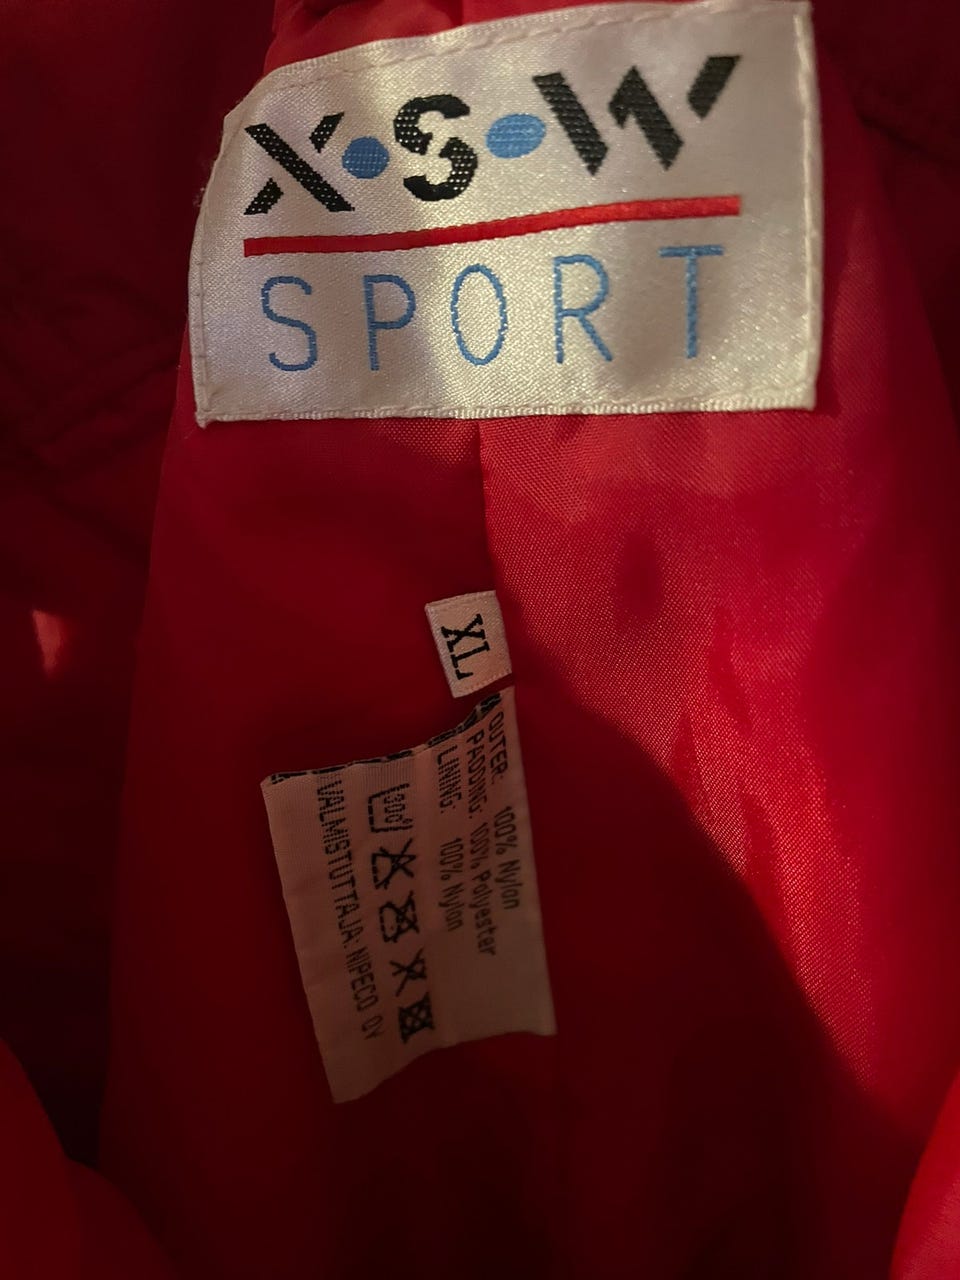 X•S•W
SPORT
XL
OUTER: 100% Nylon
PADDING: 100% Polyester
LINING: 100% Nylon
VALMISTUTTAJA: NIPECO OY